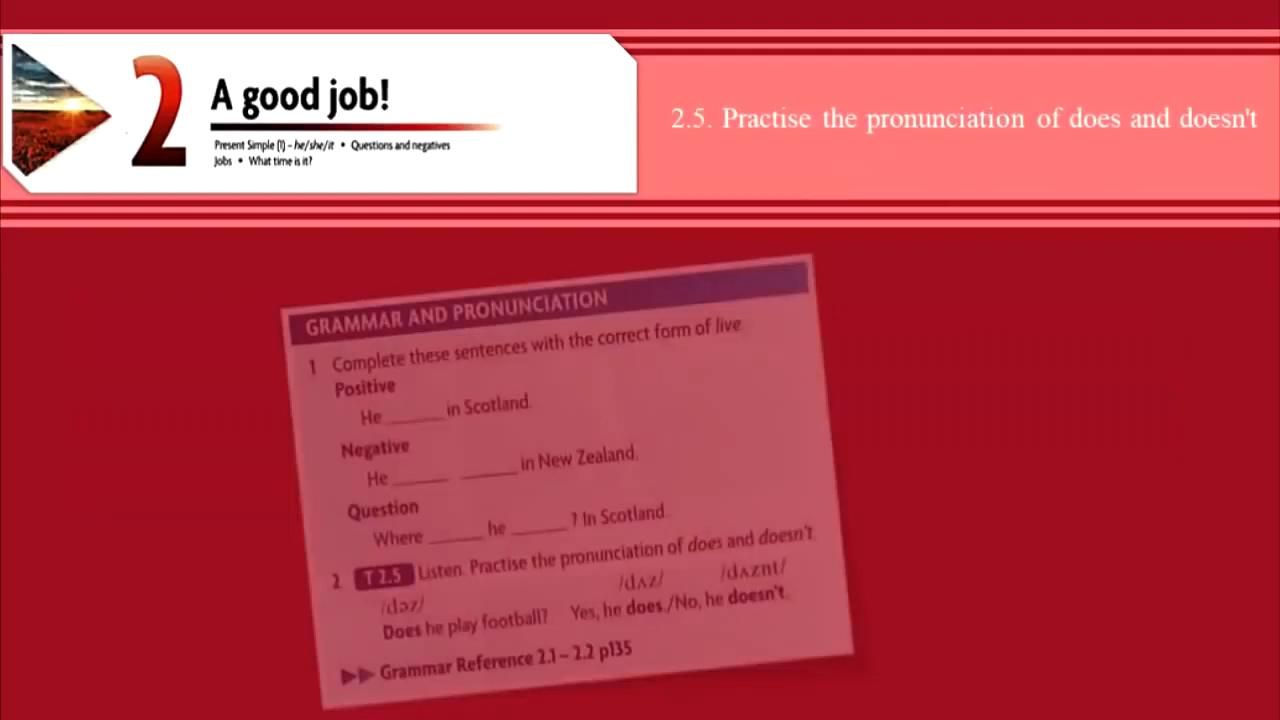 2
A good job!
Present Simple (1) – he/she/it • Questions and negatives
Jobs • What time is it?
2.5. Practise the pronunciation of does and doesn't
GRAMMAR AND PRONUNCIATION
1 Complete these sentences with the correct form of live.
Positive
He ______ in Scotland.
Negative
He ______ ______ in New Zealand.
Question
Where ______ he ______ ? In Scotland.
2 T 2.5 Listen. Practise the pronunciation of does and doesn't.
/dəz/ /dʌz/ /dʌznt/
Does he play football? Yes, he does./No, he doesn't.
▶▶ Grammar Reference 2.1 – 2.2 p135